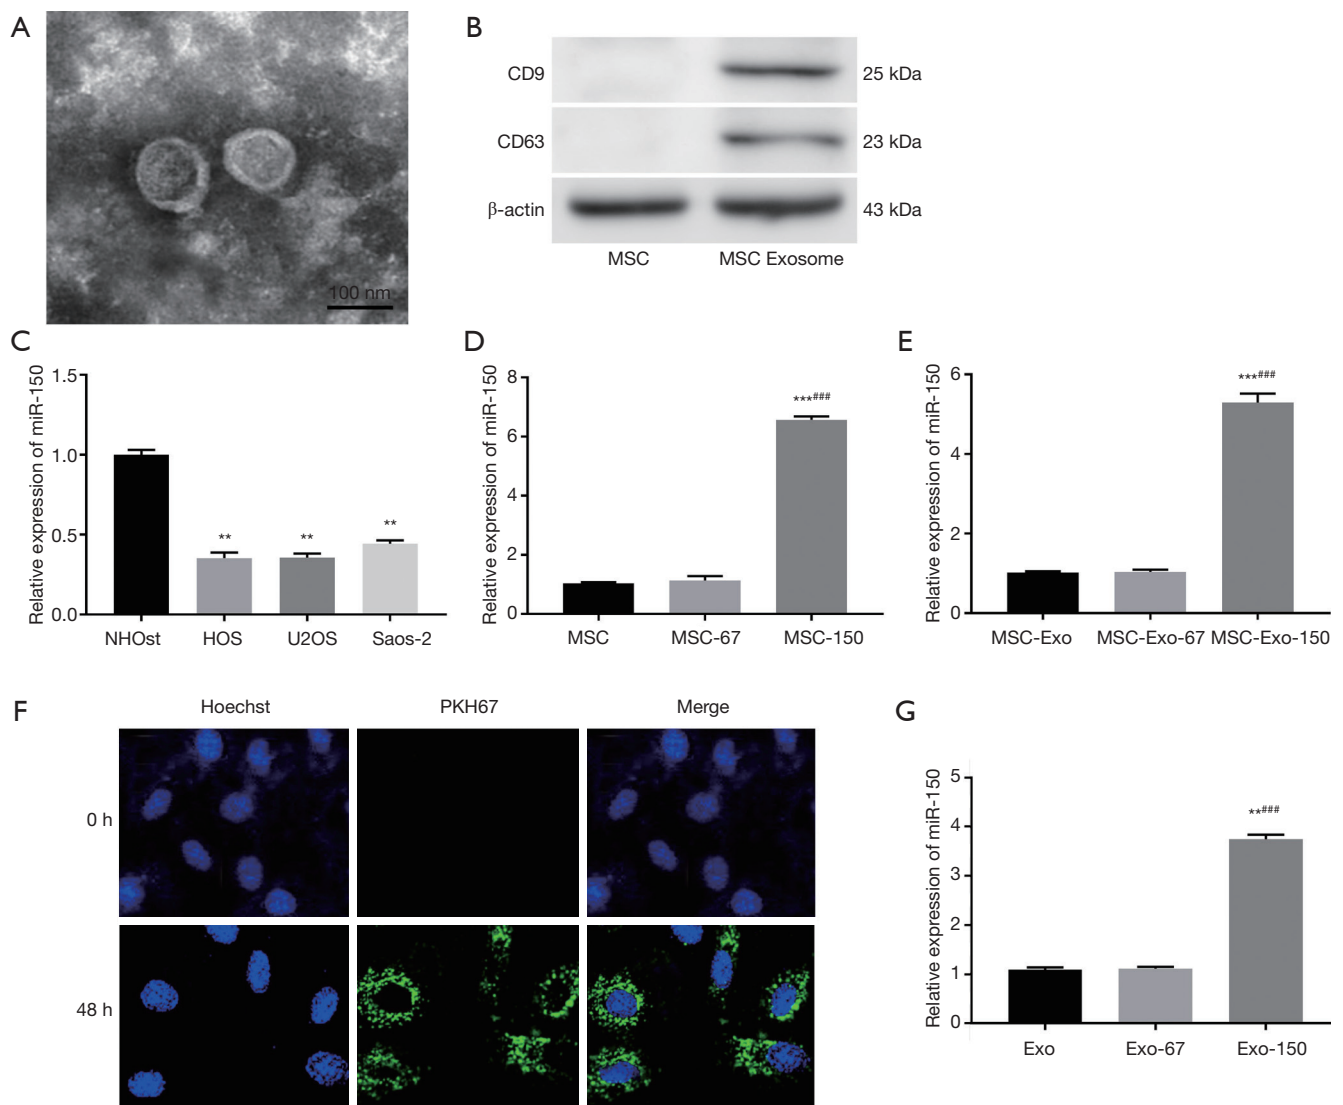 A
100 nm
B
CD9
25 kDa
CD63
23 kDa
β-actin
43 kDa
MSC
MSC Exosome
C
Relative expression of miR-150
1.5
1.0
0.5
0.0
**
**
**
NHOst
HOS
U2OS
Saos-2
D
Relative expression of miR-150
8
6
4
2
0
***###
MSC
MSC-67
MSC-150
E
Relative expression of miR-150
6
4
2
0
***###
MSC-Exo
MSC-Exo-67
MSC-Exo-150
F
Hoechst
PKH67
Merge
0 h
48 h
G
Relative expression of miR-150
5
4
3
2
1
0
**###
Exo
Exo-67
Exo-150